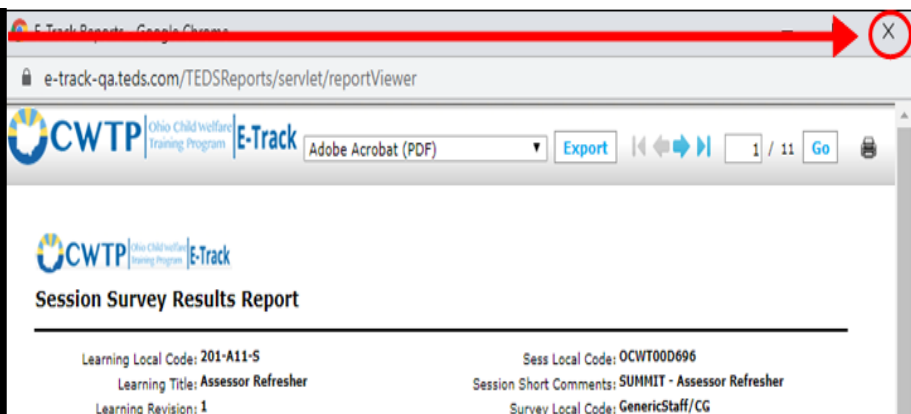 E-Track Reports - Google Chrome
e-track-qa.teds.com/TEDSReports/servlet/reportViewer
CWTP Ohio Child Welfare Training Program E-Track Adobe Acrobat (PDF) Export 1 / 11 Go
CWTP Ohio Child Welfare Training Program E-Track
Session Survey Results Report
Learning Local Code: 201-A11-S Sess Local Code: OCWT00D696
Learning Title: Assessor Refresher Session Short Comments: SUMMIT - Assessor Refresher
Learning Revision: 1 Survey Local Code: GenericStaff/CG